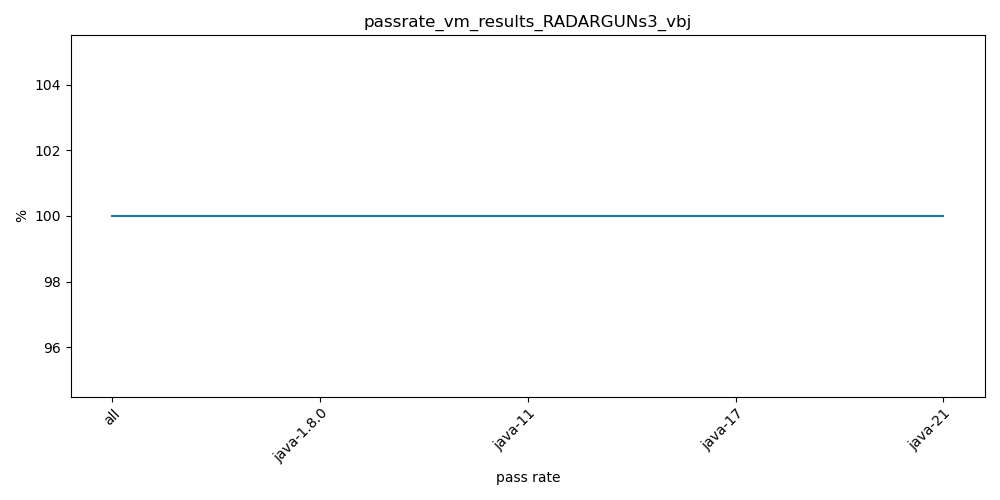 passrate_vm_results_RADARGUNs3_vbj
104
102
100
98
96
%
all
java-1.8.0
java-11
java-17
java-21
pass rate